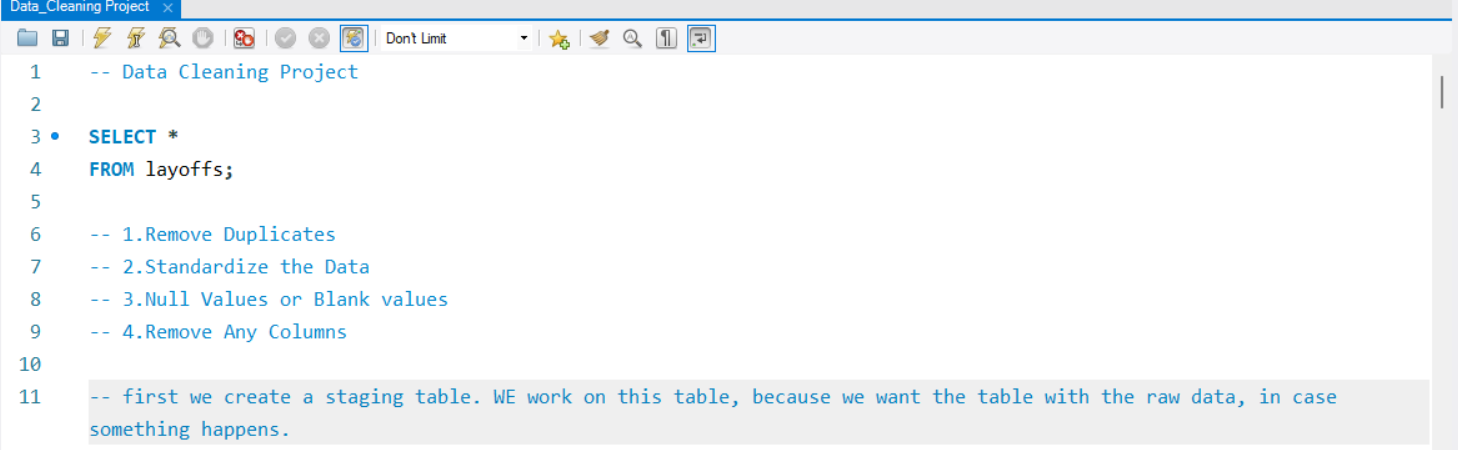 Data_Cleaning Project
Don't Limit
1 -- Data Cleaning Project
2
3 SELECT *
4 FROM layoffs;
5
6 -- 1.Remove Duplicates
7 -- 2.Standardize the Data
8 -- 3.Null Values or Blank values
9 -- 4.Remove Any Columns
10
11 -- first we create a staging table. WE work on this table, because we want the table with the raw data, in case
something happens.